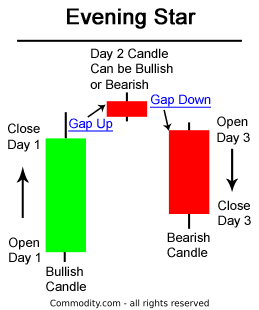 Evening Star
Day 2 Candle
Can be Bullish
or Bearish
Gap Up
Gap Down
Close
Day 1
Open
Day 1
Open
Day 3
Close
Day 3
Bullish
Candle
Bearish
Candle
Commodity.com - all rights reserved